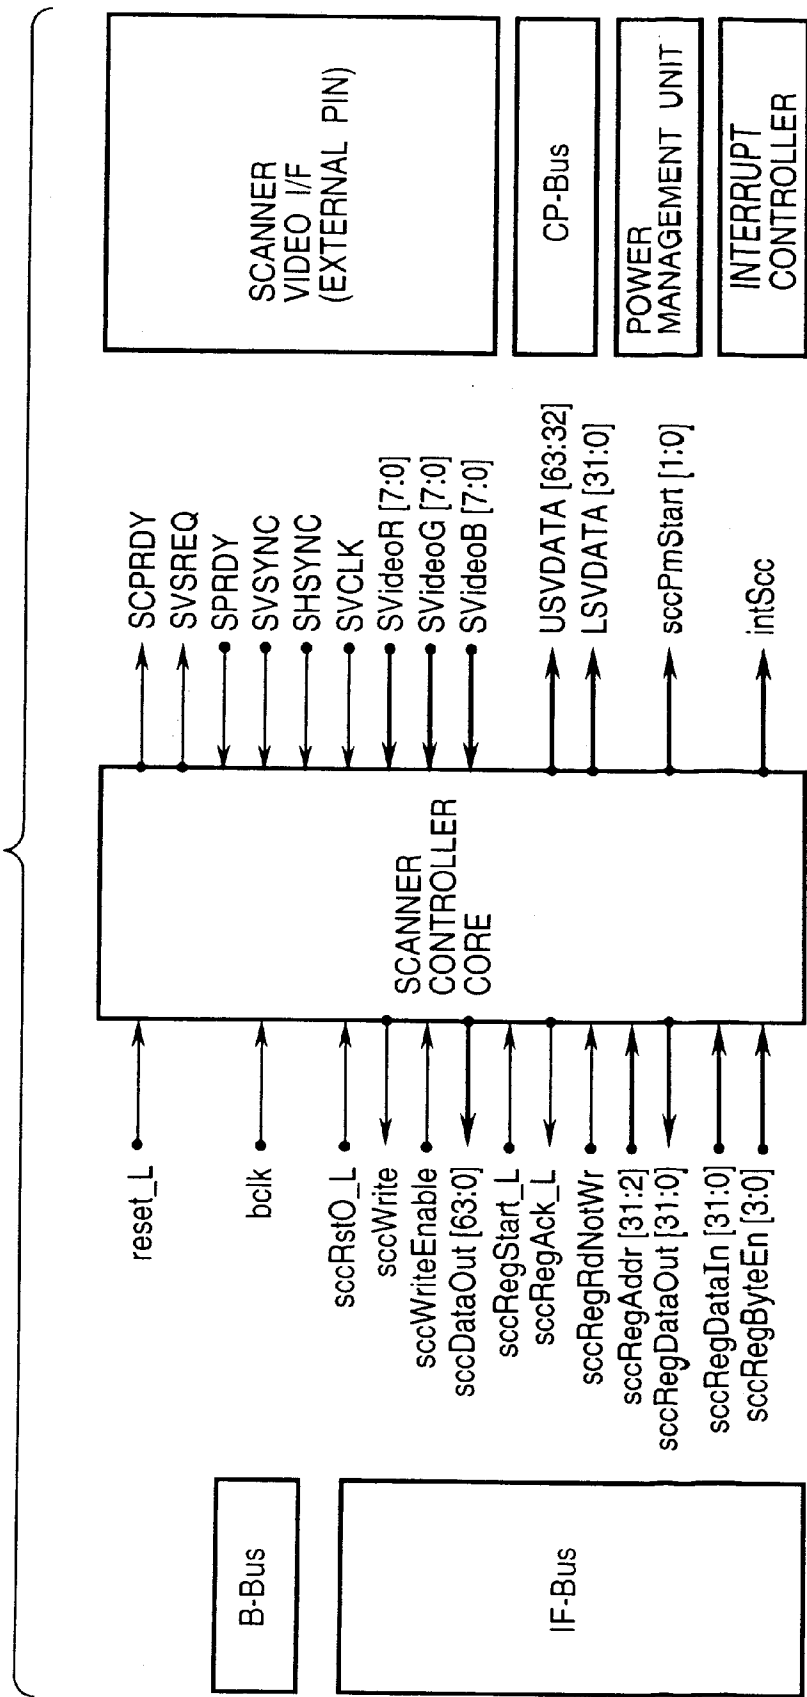 B-Bus
IF-Bus
reset_L
bclk
sccRstO_L
sccWrite
sccWriteEnable
sccDataOut [63:0]
sccRegStart_L
sccRegAck_L
sccRegRdNotWr
sccRegAddr [31:2]
sccRegDataOut [31:0]
sccRegDataIn [31:0]
sccRegByteEn [3:0]
SCANNER
CONTROLLER
CORE
SCPRDY
SVSREQ
SPRDY
SVSYNC
SHSYNC
SVCLK
SVideoR [7:0]
SVideoG [7:0]
SVideoB [7:0]
USVDATA [63:32]
LSVDATA [31:0]
sccPmStart [1:0]
intScc
SCANNER
VIDEO I/F
(EXTERNAL PIN)
CP-Bus
POWER
MANAGEMENT UNIT
INTERRUPT
CONTROLLER